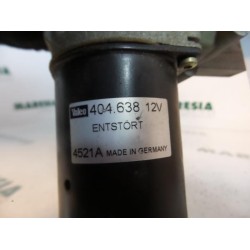 Valeo 404.638 12V
ENTSTÖRT
4521A MADE IN GERMANY